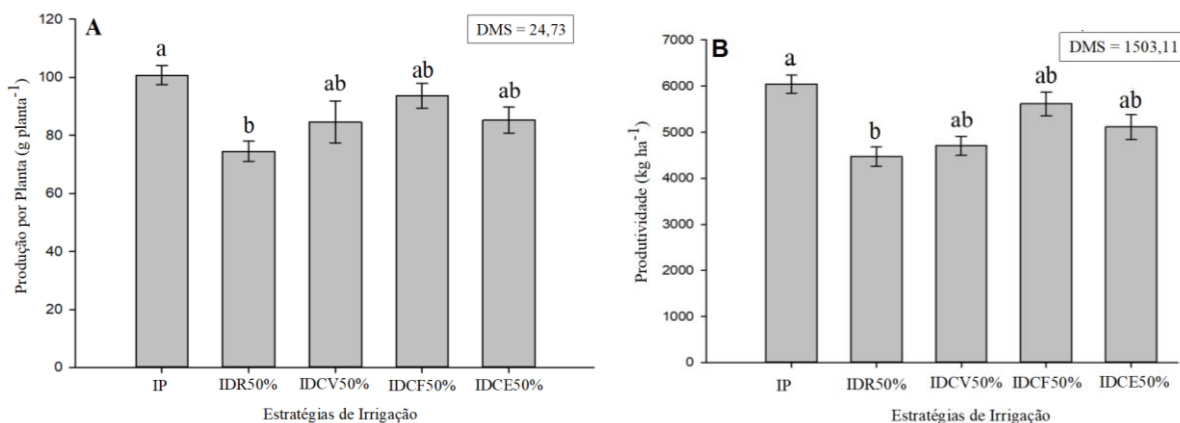 A
DMS = 24,73
Produção por Planta (g planta⁻¹)
120
100
80
60
40
20
0
a
b
ab
ab
ab
IP
IDR50%
IDCV50%
IDCF50%
IDCE50%
Estratégias de Irrigação
B
DMS = 1503,11
Produtividade (kg ha⁻¹)
7000
6000
5000
4000
3000
2000
1000
0
a
b
ab
ab
ab
IP
IDR50%
IDCV50%
IDCF50%
IDCE50%
Estratégias de Irrigação